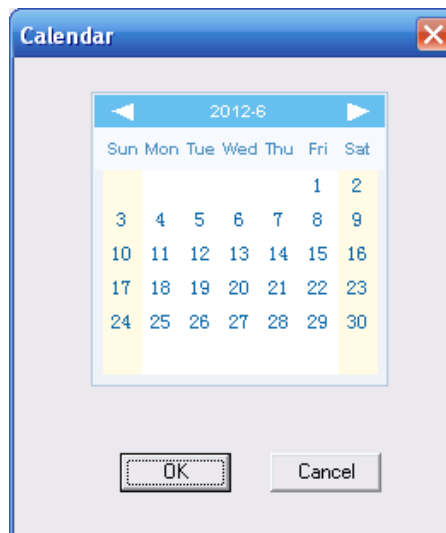 Calendar
2012-6
Sun Mon Tue Wed Thu Fri Sat
1 2
3 4 5 6 7 8 9
10 11 12 13 14 15 16
17 18 19 20 21 22 23
24 25 26 27 28 29 30
OK Cancel